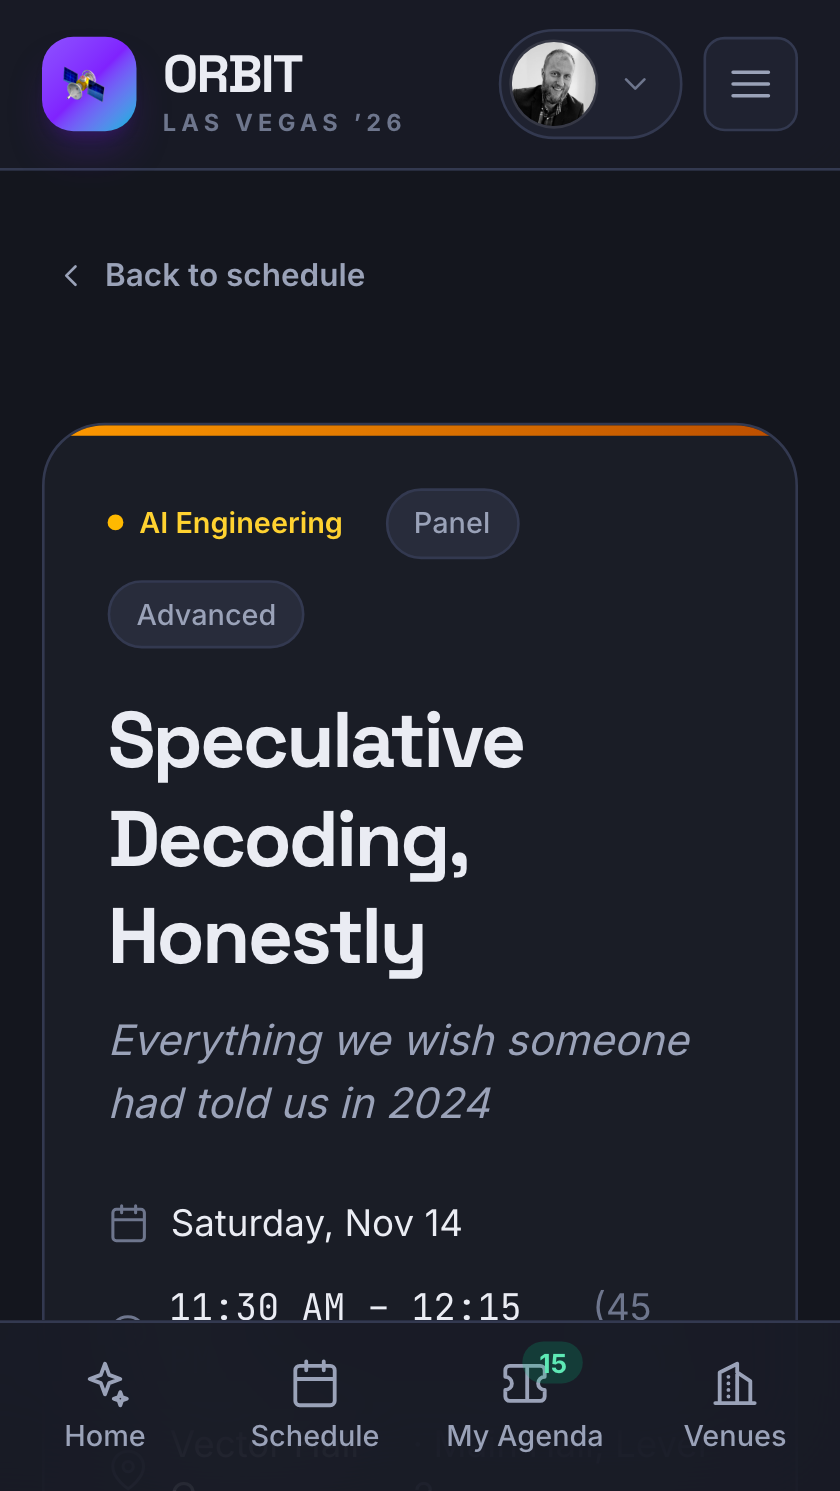 ORBIT
LAS VEGAS ’26
Back to schedule
AI Engineering
Panel
Advanced
Speculative
Decoding,
Honestly
Everything we wish someone
had told us in 2024
Saturday, Nov 14
11:30 AM – 12:15 (45
15
Home
Schedule
My Agenda
Venues